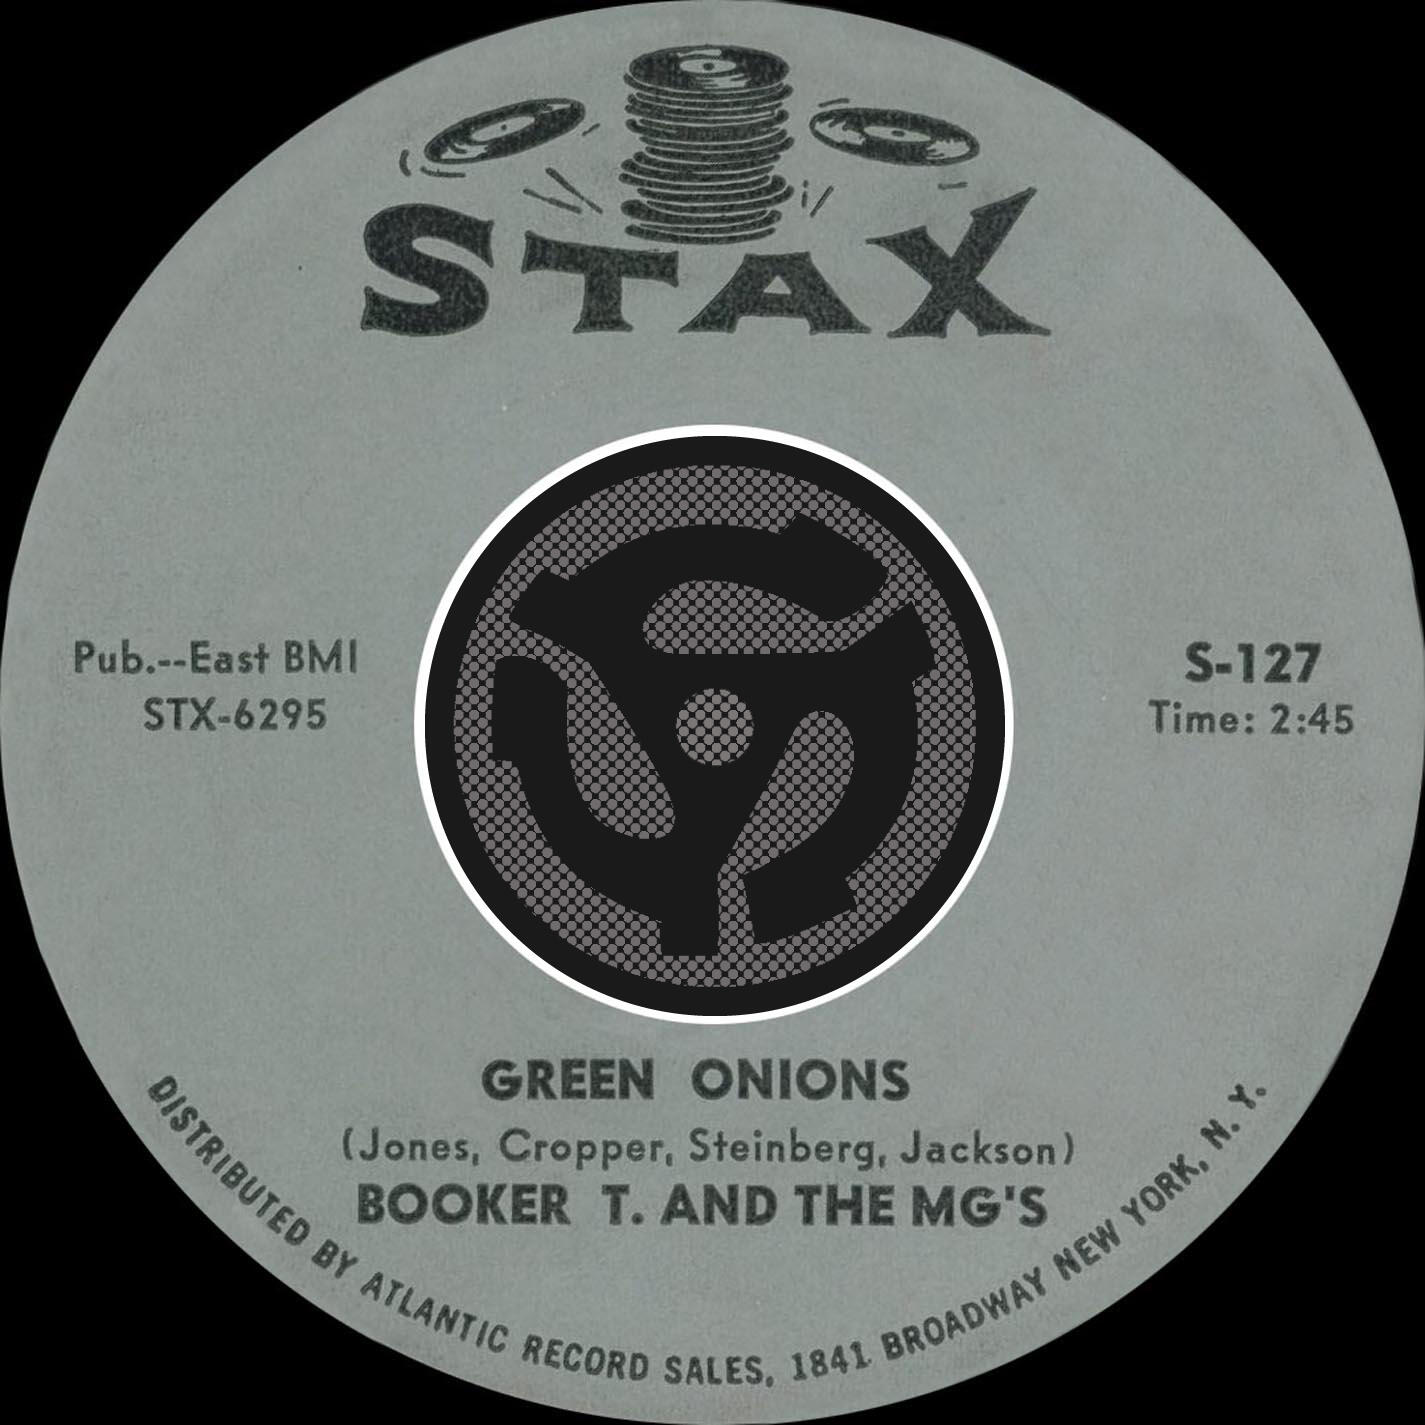 STAX
Pub.--East BMI
STX-6295
S-127
Time: 2:45
GREEN ONIONS
(Jones, Cropper, Steinberg, Jackson)
BOOKER T. AND THE MG'S
DISTRIBUTED BY ATLANTIC RECORD SALES, 1841 BROADWAY NEW YORK, N. Y.